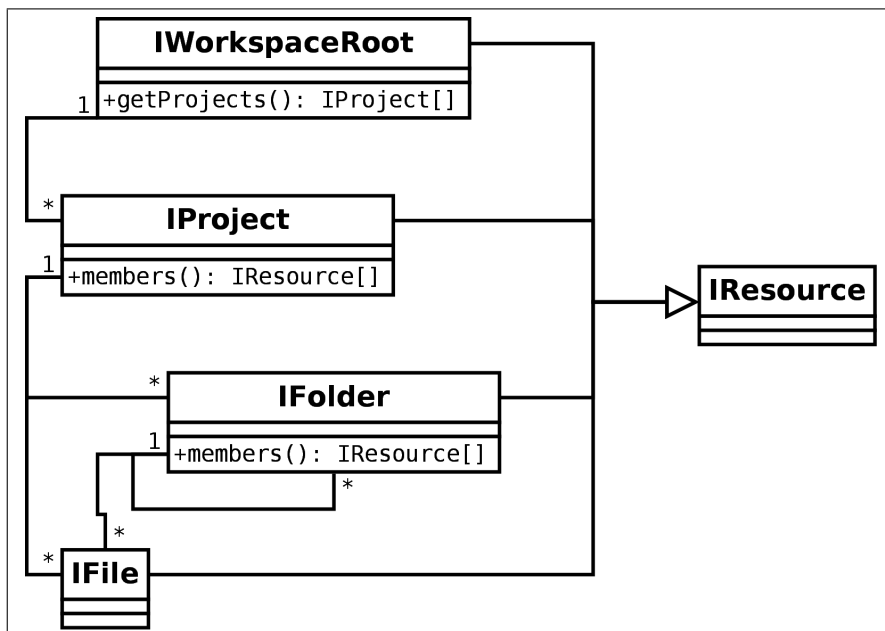 IWorkspaceRoot
+getProjects(): IProject[]
1
*
IProject
1
+members(): IResource[]
IResource
*
IFolder
1
+members(): IResource[]
*
*
*
IFile